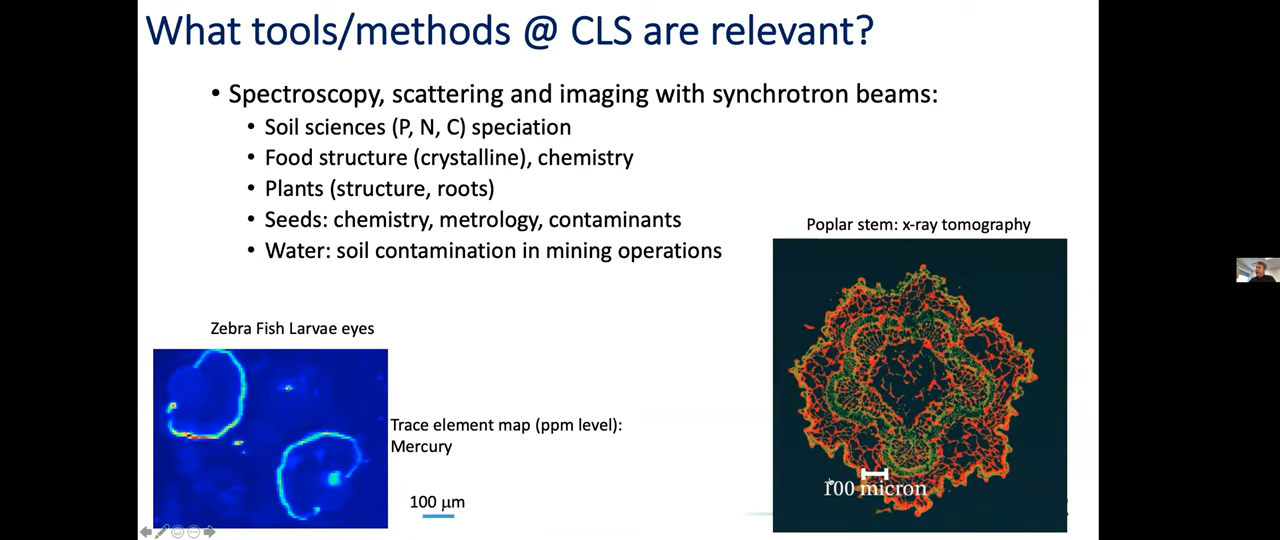 What tools/methods @ CLS are relevant?
• Spectroscopy, scattering and imaging with synchrotron beams:
• Soil sciences (P, N, C) speciation
• Food structure (crystalline), chemistry
• Plants (structure, roots)
• Seeds: chemistry, metrology, contaminants
• Water: soil contamination in mining operations
Poplar stem: x-ray tomography
100 micron
Zebra Fish Larvae eyes
Trace element map (ppm level):
Mercury
100 μm